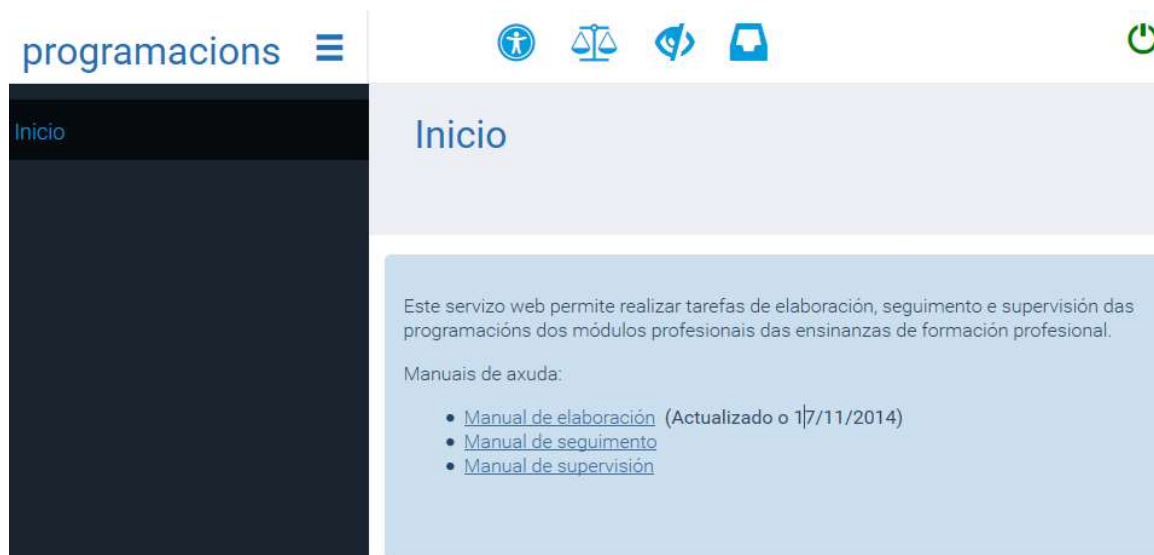 programacions
Inicio
Inicio
Este servizo web permite realizar tarefas de elaboración, seguimento e supervisión das
programacións dos módulos profesionais das ensinanzas de formación profesional.
Manuais de axuda:
Manual de elaboración (Actualizado o 17/11/2014)
Manual de seguimento
Manual de supervisión